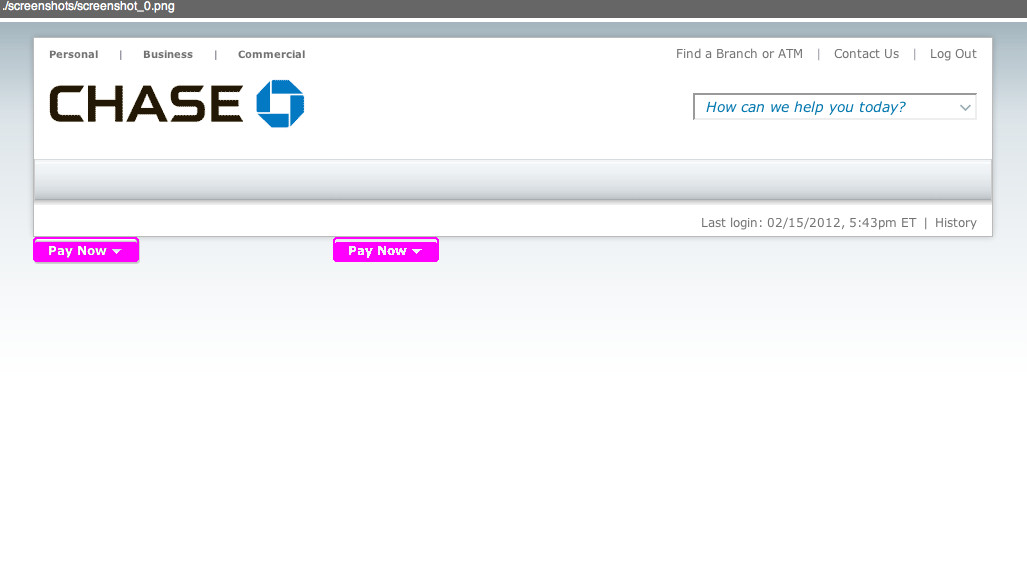 ./screenshots/screenshot_0.png
Personal | Business | Commercial
Find a Branch or ATM | Contact Us | Log Out
CHASE
How can we help you today?
Last login: 02/15/2012, 5:43pm ET | History
Pay Now
Pay Now